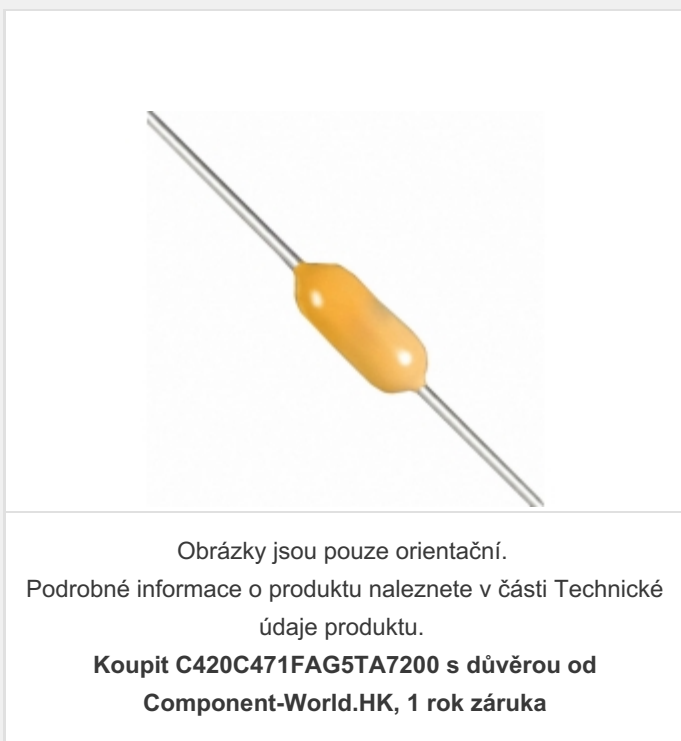 Obrázky jsou pouze orientační.
Podrobné informace o produktu naleznete v části Technické
údaje produktu.
Koupit C420C471FAG5TA7200 s důvěrou od
Component-World.HK, 1 rok záruka